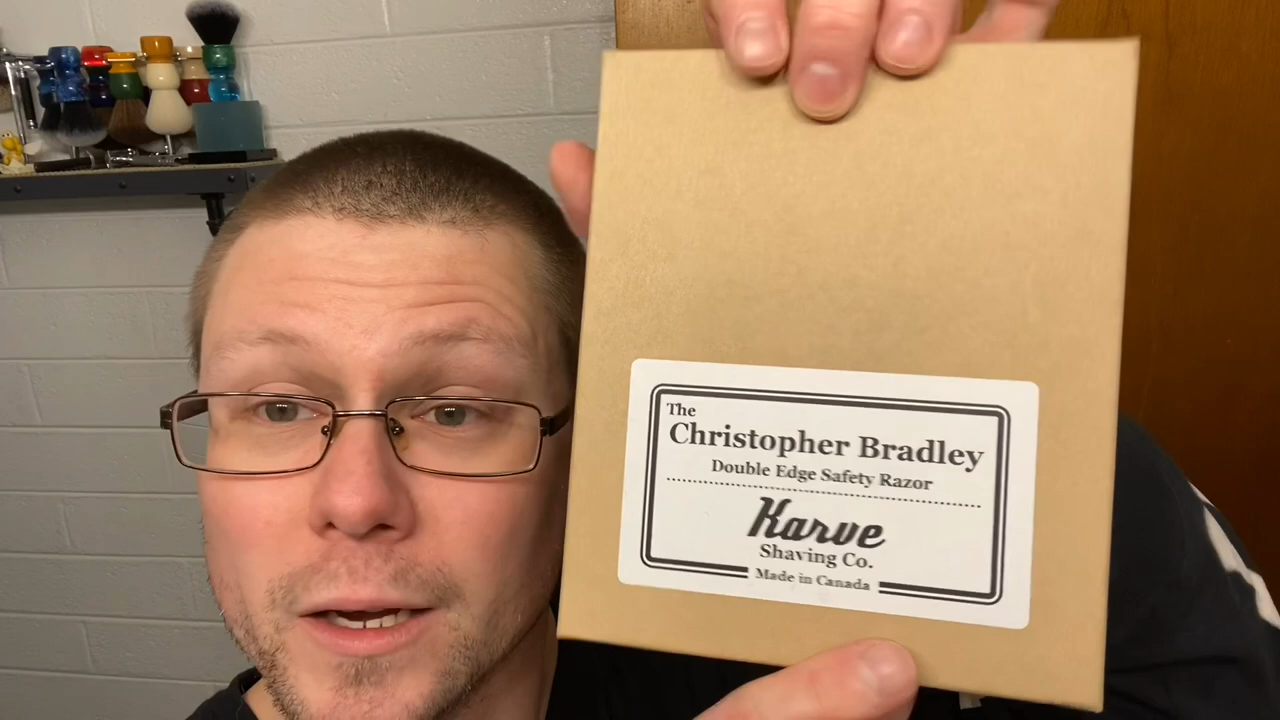 The
Christopher Bradley
Double Edge Safety Razor
Karve
Shaving Co.
Made in Canada